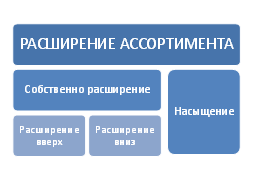 РАСШИРЕНИЕ АССОРТИМЕНТА
Собственно расширение
Насыщение
Расширение
вверх
Расширение
вниз